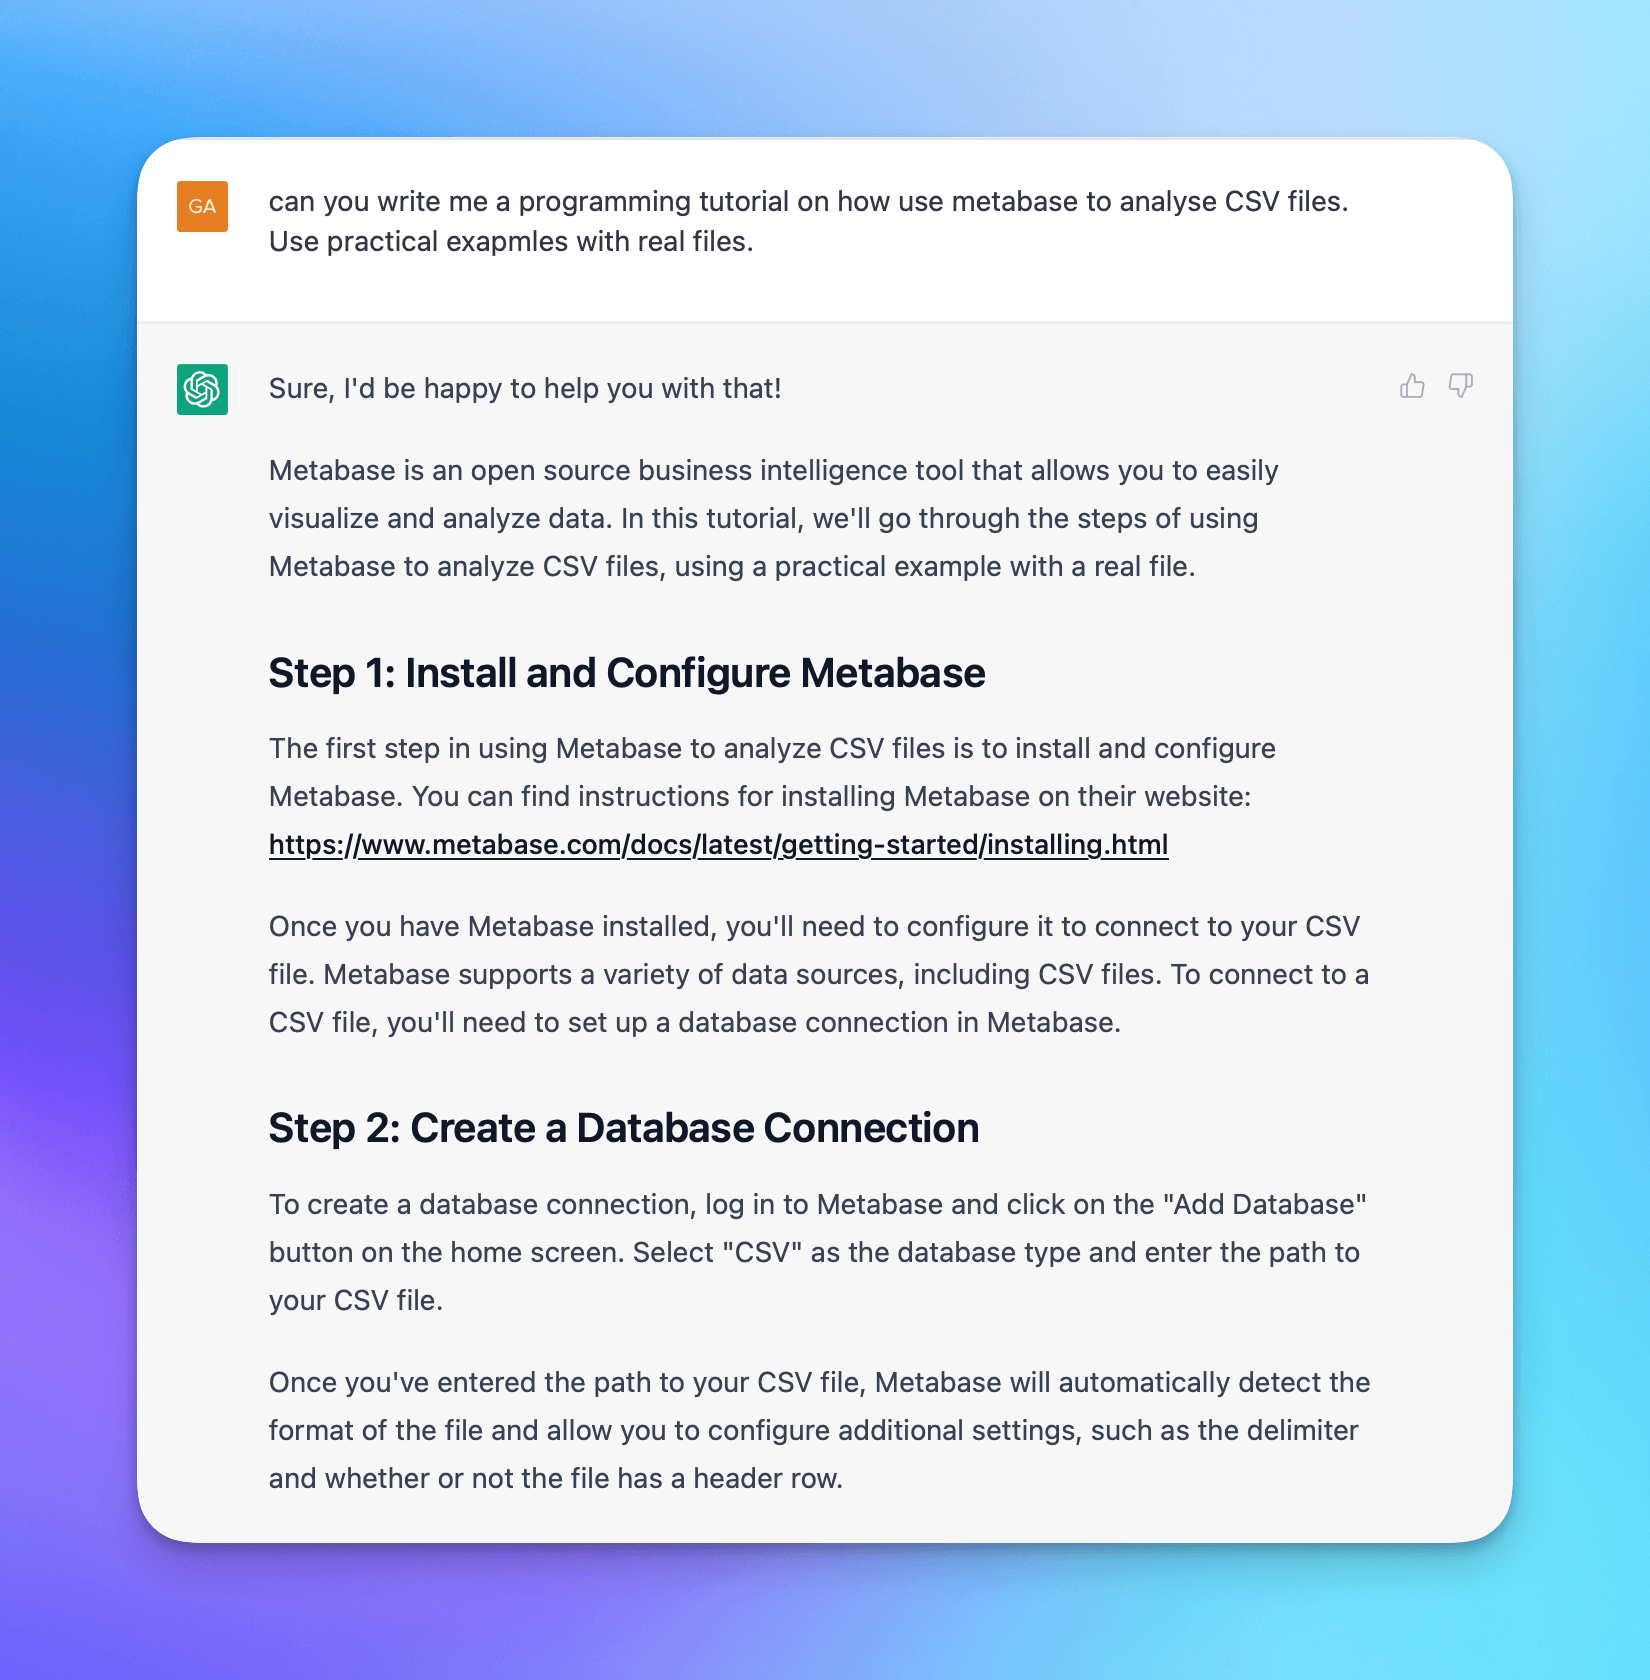 GA
can you write me a programming tutorial on how use metabase to analyse CSV files.
Use practical exapmles with real files.
Sure, I'd be happy to help you with that!
Metabase is an open source business intelligence tool that allows you to easily
visualize and analyze data. In this tutorial, we'll go through the steps of using
Metabase to analyze CSV files, using a practical example with a real file.
Step 1: Install and Configure Metabase
The first step in using Metabase to analyze CSV files is to install and configure
Metabase. You can find instructions for installing Metabase on their website:
https://www.metabase.com/docs/latest/getting-started/installing.html
Once you have Metabase installed, you'll need to configure it to connect to your CSV
file. Metabase supports a variety of data sources, including CSV files. To connect to a
CSV file, you'll need to set up a database connection in Metabase.
Step 2: Create a Database Connection
To create a database connection, log in to Metabase and click on the "Add Database"
button on the home screen. Select "CSV" as the database type and enter the path to
your CSV file.
Once you've entered the path to your CSV file, Metabase will automatically detect the
format of the file and allow you to configure additional settings, such as the delimiter
and whether or not the file has a header row.